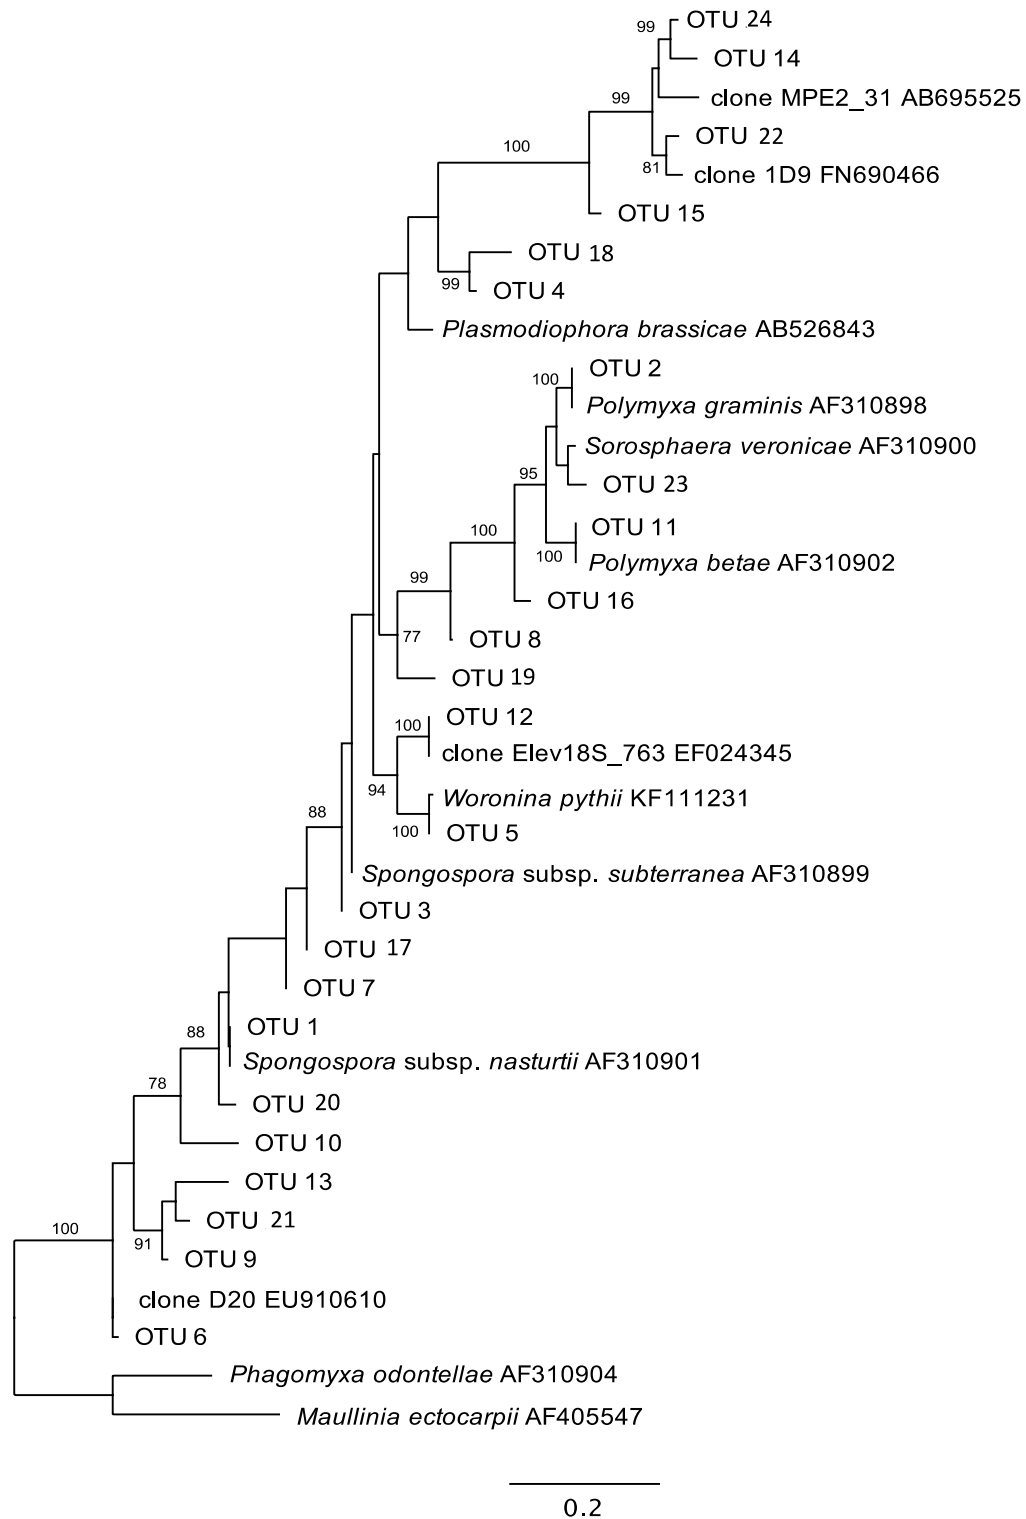 OTU 24
99
OTU 14
clone MPE2_31 AB695525
99
OTU 22
100
81
clone 1D9 FN690466
OTU 15
OTU 18
99
OTU 4
Plasmodiophora brassicae AB526843
OTU 2
100
Polymyxa graminis AF310898
Sorosphaera veronicae AF310900
95
OTU 23
OTU 11
100
100
Polymyxa betae AF310902
99
OTU 16
77
OTU 8
OTU 19
OTU 12
100
clone Elev18S_763 EF024345
94
Woronina pythii KF111231
88
100
OTU 5
Spongospora subsp. subterranea AF310899
OTU 3
OTU 17
OTU 7
OTU 1
88
Spongospora subsp. nasturtii AF310901
78
OTU 20
OTU 10
OTU 13
OTU 21
100
91
OTU 9
clone D20 EU910610
OTU 6
Phagomyxa odontellae AF310904
Maullinia ectocarpii AF405547
0.2